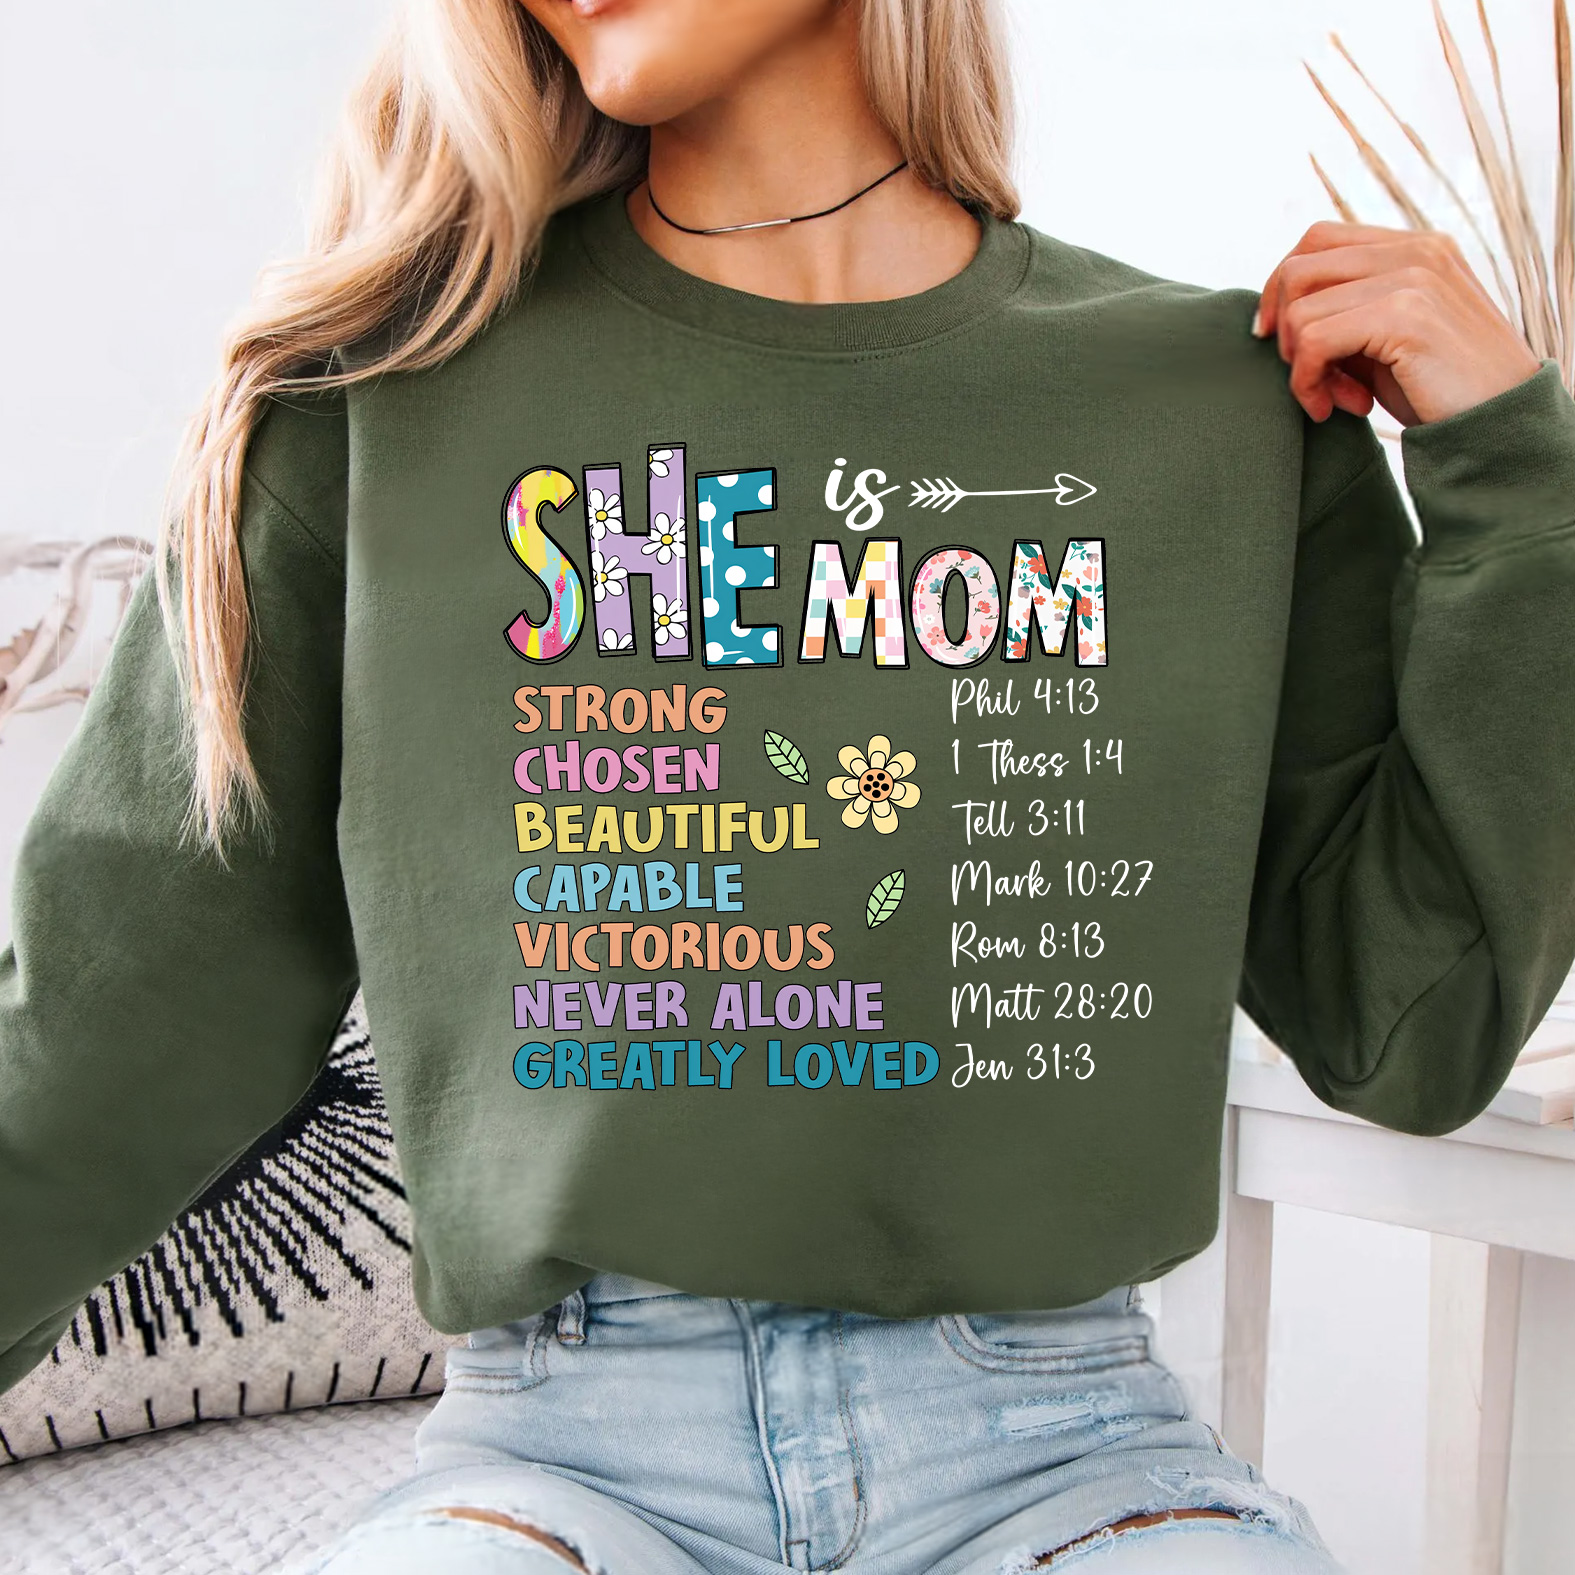 SHE is
MOM
STRONG Phil 4:13
CHOSEN 1 Thess 1:4
BEAUTIFUL Tell 3:11
CAPABLE Mark 10:27
VICTORIOUS Rom 8:13
NEVER ALONE Matt 28:20
GREATLY LOVED Jen 31:3